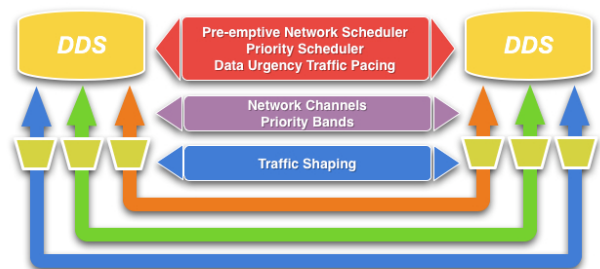 DDS
Pre-emptive Network Scheduler
Priority Scheduler
Data Urgency Traffic Pacing
DDS
Network Channels
Priority Bands
Traffic Shaping